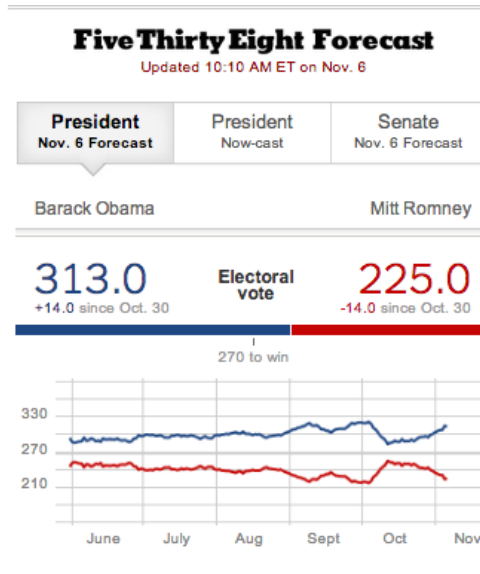 FiveThirtyEight Forecast
Updated 10:10 AM ET on Nov. 6
President
Nov. 6 Forecast
President
Now-cast
Senate
Nov. 6 Forecast
Barack Obama
Mitt Romney
313.0
+14.0 since Oct. 30
Electoral
vote
225.0
-14.0 since Oct. 30
270 to win
330
270
210
June July Aug Sept Oct Nov